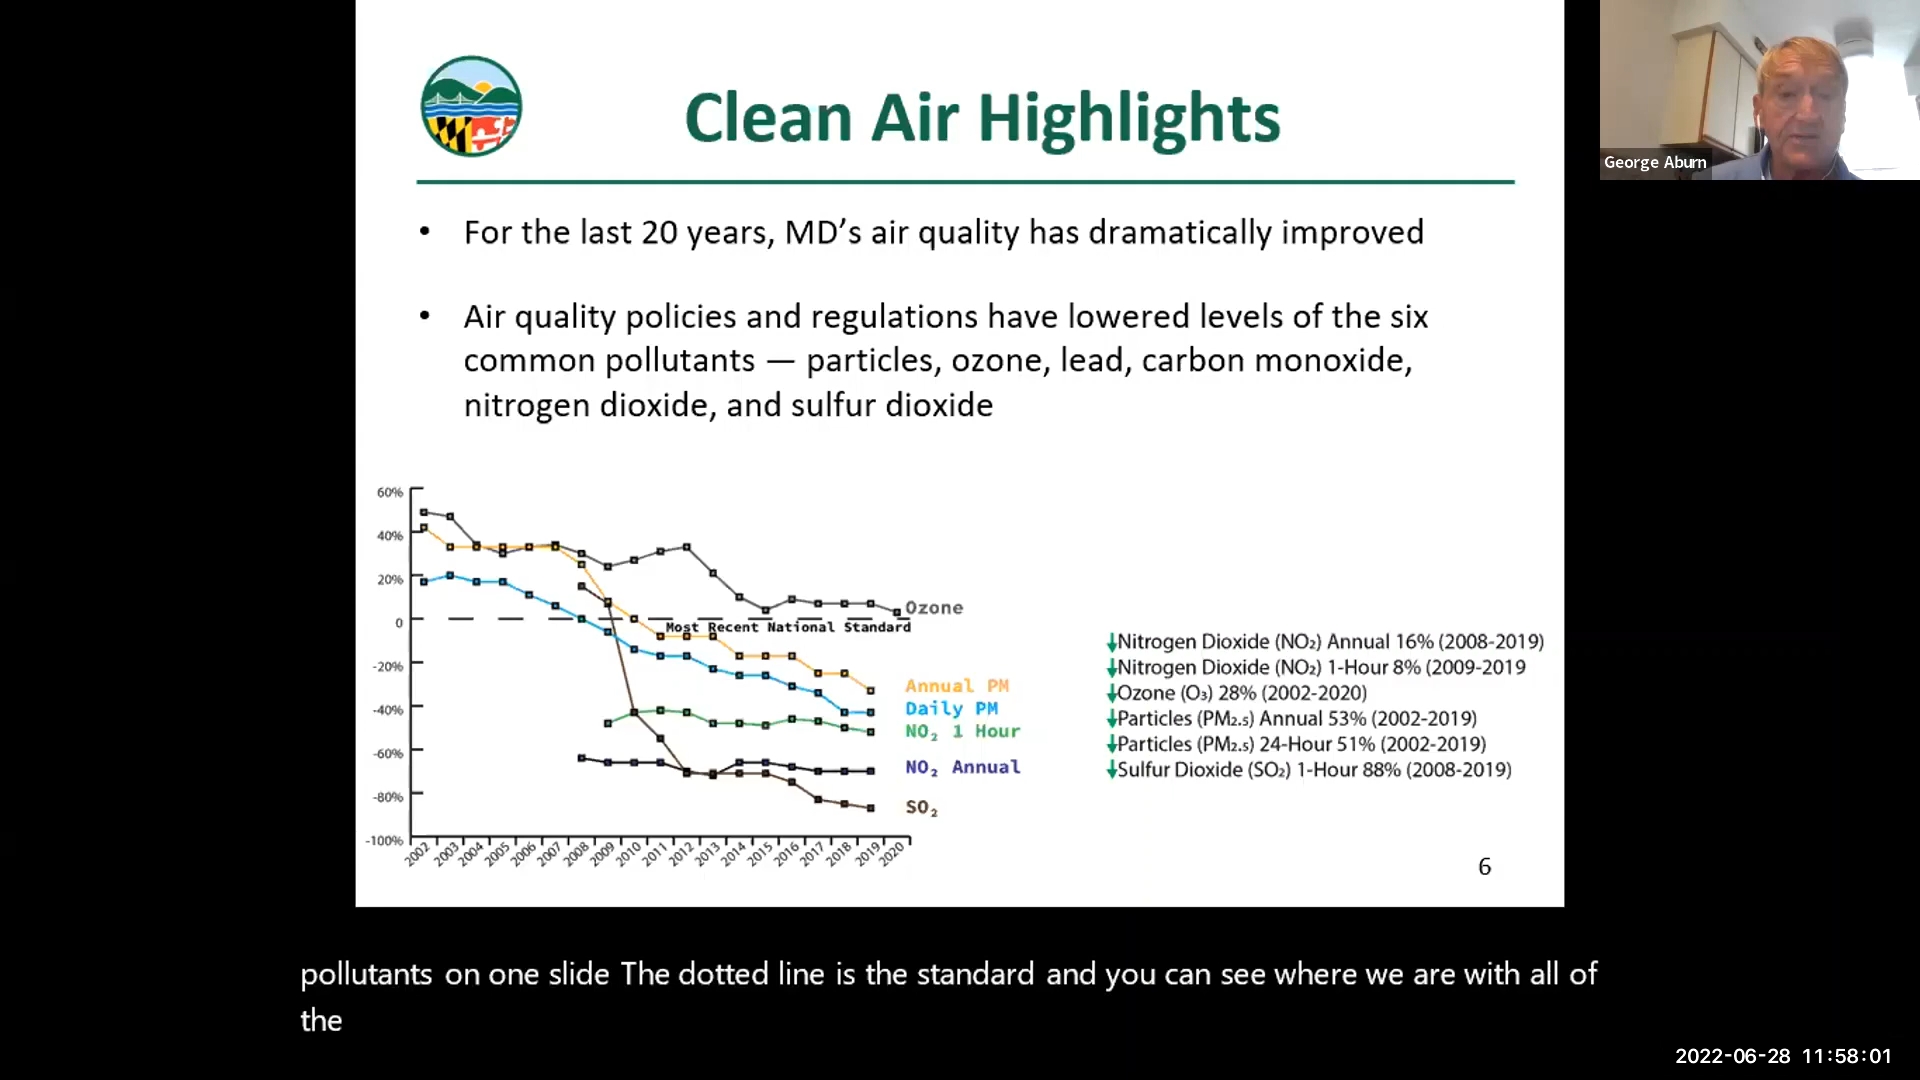 Clean Air Highlights
George Aburn
• For the last 20 years, MD’s air quality has dramatically improved
• Air quality policies and regulations have lowered levels of the six
common pollutants — particles, ozone, lead, carbon monoxide,
nitrogen dioxide, and sulfur dioxide
60%
40%
20%
0
-20%
-40%
-60%
-80%
-100%
Ozone
Most Recent National Standard
Annual PM
Daily PM
NO₂ 1 Hour
NO₂ Annual
SO₂
2002 2003 2004 2005 2006 2007 2008 2009 2010 2011 2012 2013 2014 2015 2016 2017 2018 2019 2020
↓Nitrogen Dioxide (NO₂) Annual 16% (2008-2019)
↓Nitrogen Dioxide (NO₂) 1-Hour 8% (2009-2019
↓Ozone (O₃) 28% (2002-2020)
↓Particles (PM₂.₅) Annual 53% (2002-2019)
↓Particles (PM₂.₅) 24-Hour 51% (2002-2019)
↓Sulfur Dioxide (SO₂) 1-Hour 88% (2008-2019)
6
pollutants on one slide The dotted line is the standard and you can see where we are with all of
the
2022-06-28 11:58:01